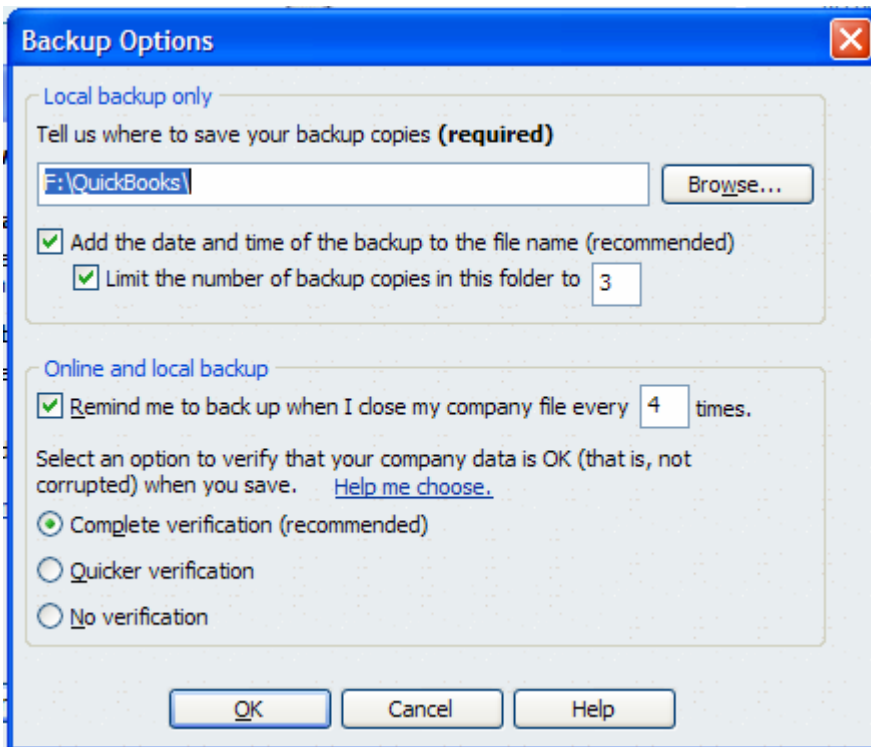 Backup Options
Local backup only
Tell us where to save your backup copies (required)
F:\QuickBooks\
Browse...
Add the date and time of the backup to the file name (recommended)
Limit the number of backup copies in this folder to 3
Online and local backup
Remind me to back up when I close my company file every 4 times.
Select an option to verify that your company data is OK (that is, not
corrupted) when you save. Help me choose.
Complete verification (recommended)
Quicker verification
No verification
OK Cancel Help